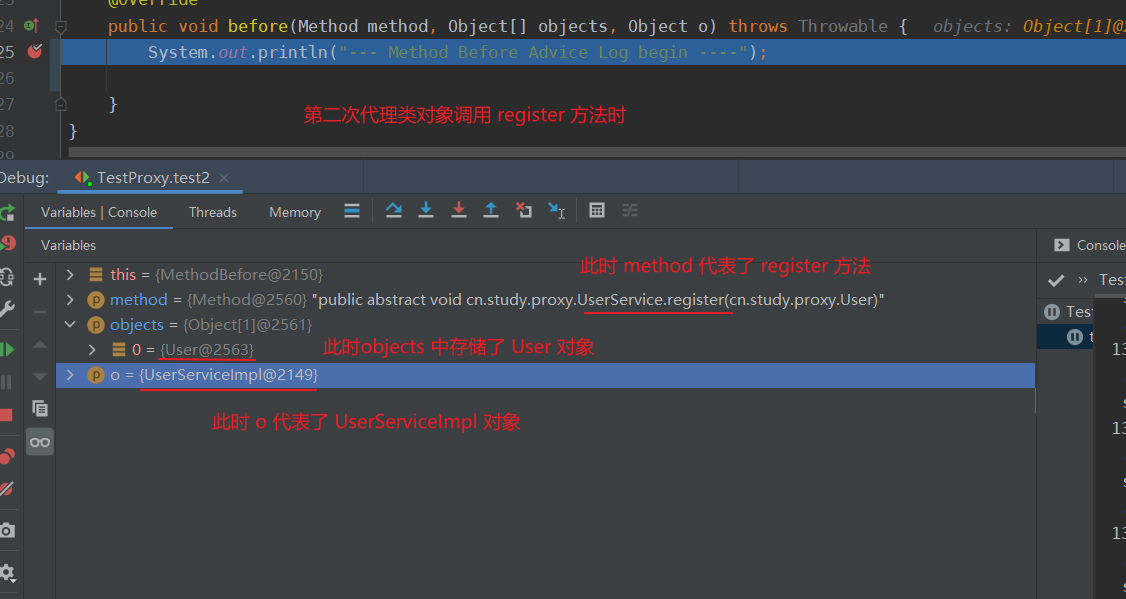 @Override
24 public void before(Method method, Object[] objects, Object o) throws Throwable { objects: Object[1]@2
25 System.out.println("--- Method Before Advice Log begin ----");
26
27 }
第二次代理类对象调用 register 方法时
28 }
29
Debug: TestProxy.test2 ×
Variables | Console Threads Memory
Variables Console
this = {MethodBefore@2150}
此时 method 代表了 register 方法
method = {Method@2560} "public abstract void cn.study.proxy.UserService.register(cn.study.proxy.User)"
objects = {Object[1]@2561}
0 = {User@2563}
此时objects 中存储了 User 对象
o = {UserServiceImpl@2149}
此时 o 代表了 UserServiceImpl 对象
Tes
Tes
t
13
13
13